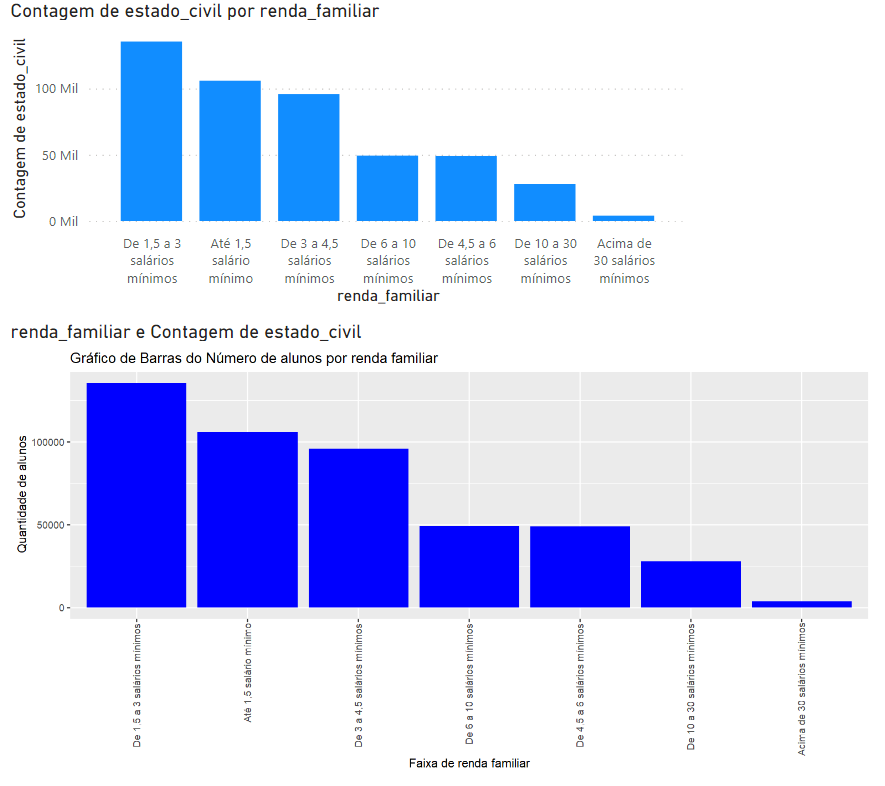 Contagem de estado_civil por renda_familiar
Contagem de estado_civil
100 Mil
50 Mil
0 Mil
De 1,5 a 3 salários mínimos
Até 1,5 salário mínimo
De 3 a 4,5 salários mínimos
De 6 a 10 salários mínimos
De 4,5 a 6 salários mínimos
De 10 a 30 salários mínimos
Acima de 30 salários mínimos
renda_familiar
renda_familiar e Contagem de estado_civil
Gráfico de Barras do Número de alunos por renda familiar
Quantidade de alunos
100000
50000
0
De 1,5 a 3 salários mínimos
Até 1,5 salário mínimo
De 3 a 4,5 salários mínimos
De 6 a 10 salários mínimos
De 4,5 a 6 salários mínimos
De 10 a 30 salários mínimos
Acima de 30 salários mínimos
Faixa de renda familiar